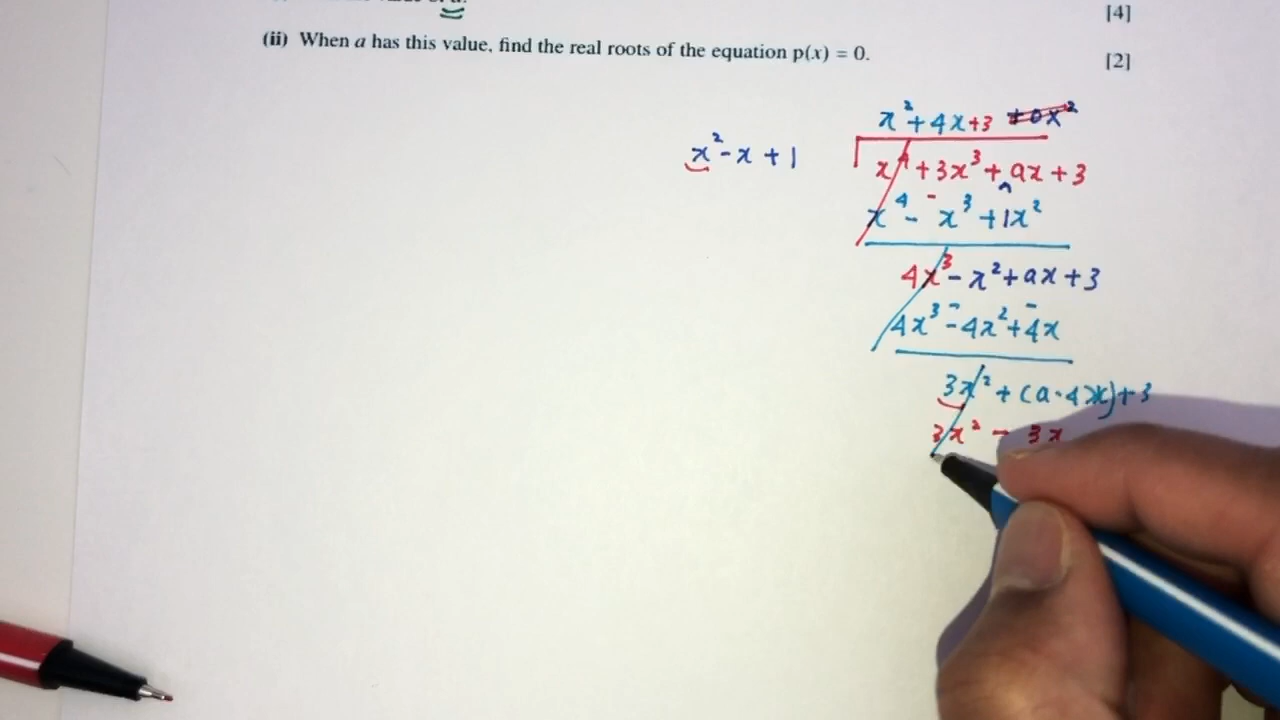 [4]
(ii) When a has this value, find the real roots of the equation p(x) = 0.
[2]
x² + 4x + 3 + 0x²
x² - x + 1
x⁴ + 3x³ + ax + 3
x⁴ - x³ + 1x²
4x³ - x² + ax + 3
4x³ - 4x² + 4x
3x² + (a - 4x) + 3
3x² - 3x